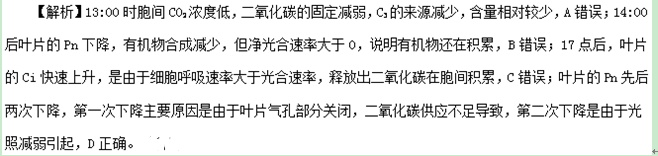 【解析】13:00 时胞间 CO₂浓度低，二氧化碳的固定减弱，C₃的来源减少，含量相对较少，A 错误；14:00
后叶片的 Pn 下降，有机物合成减少，但净光合速率大于 0，说明有机物还在积累，B 错误；17 点后，叶片
的 Ci 快速上升，是由于细胞呼吸速率大于光合速率，释放出二氧化碳在胞间积累，C 错误；叶片的 Pn 先后
两次下降，第一次下降主要原因是由于叶片气孔部分关闭，二氧化碳供应不足导致，第二次下降是由于光
照减弱引起，D 正确。